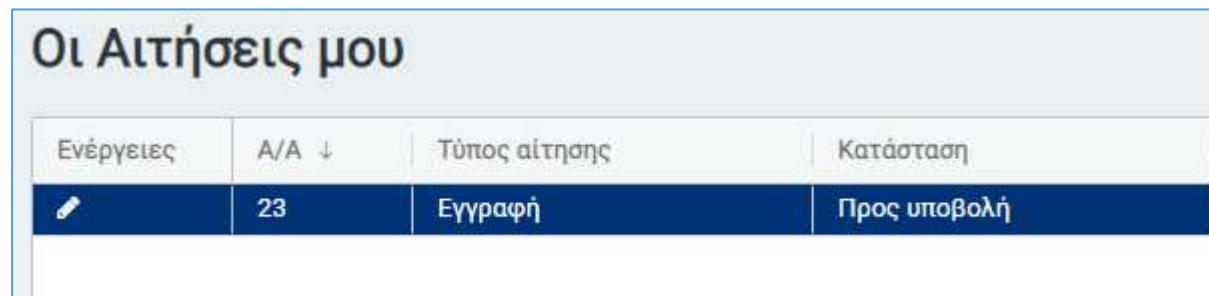 Οι Αιτήσεις μου
Ενέργειες Α/Α ↓ Τύπος αίτησης Κατάσταση
23 Εγγραφή Προς υποβολή